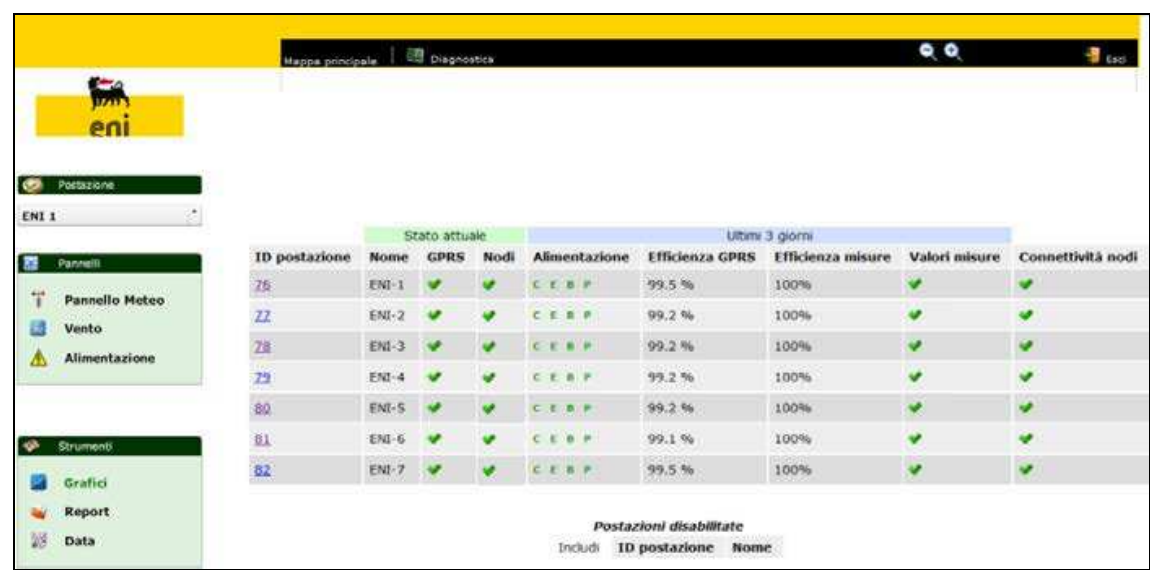 Mappa principale | Diagnostica Esci
eni
Postazione
ENI 1
Pannelli
Pannello Meteo
Vento
Alimentazione
Strumenti
Grafici
Report
Data
Stato attuale Ultimi 3 giorni
ID postazione Nome GPRS Nodi Alimentazione Efficienza GPRS Efficienza misure Valori misure Connettività nodi
76 ENI-1 C E B P 99.5 % 100%
77 ENI-2 C E B P 99.2 % 100%
78 ENI-3 C E B P 99.2 % 100%
79 ENI-4 C E B P 99.2 % 100%
80 ENI-5 C E B P 99.2 % 100%
81 ENI-6 C E B P 99.1 % 100%
82 ENI-7 C E B P 99.5 % 100%
Postazioni disabilitate
Includi ID postazione Nome